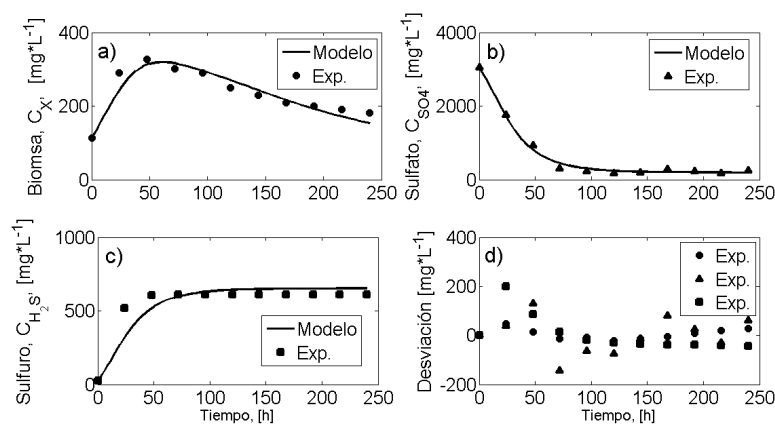 a)
Biomsa, C_X, [mg*L^-1]
400
200
0
0 50 100 150 200 250
Modelo
Exp.
b)
Sulfato, C_SO4, [mg*L^-1]
4000
2000
0
0 50 100 150 200 250
Modelo
Exp.
c)
Sulfuro, C_H2S, [mg*L^-1]
1000
500
0
0 50 100 150 200 250
Tiempo, [h]
Modelo
Exp.
d)
Desviación [mg*L^-1]
400
200
0
-200
0 50 100 150 200 250
Tiempo, [h]
Exp.
Exp.
Exp.